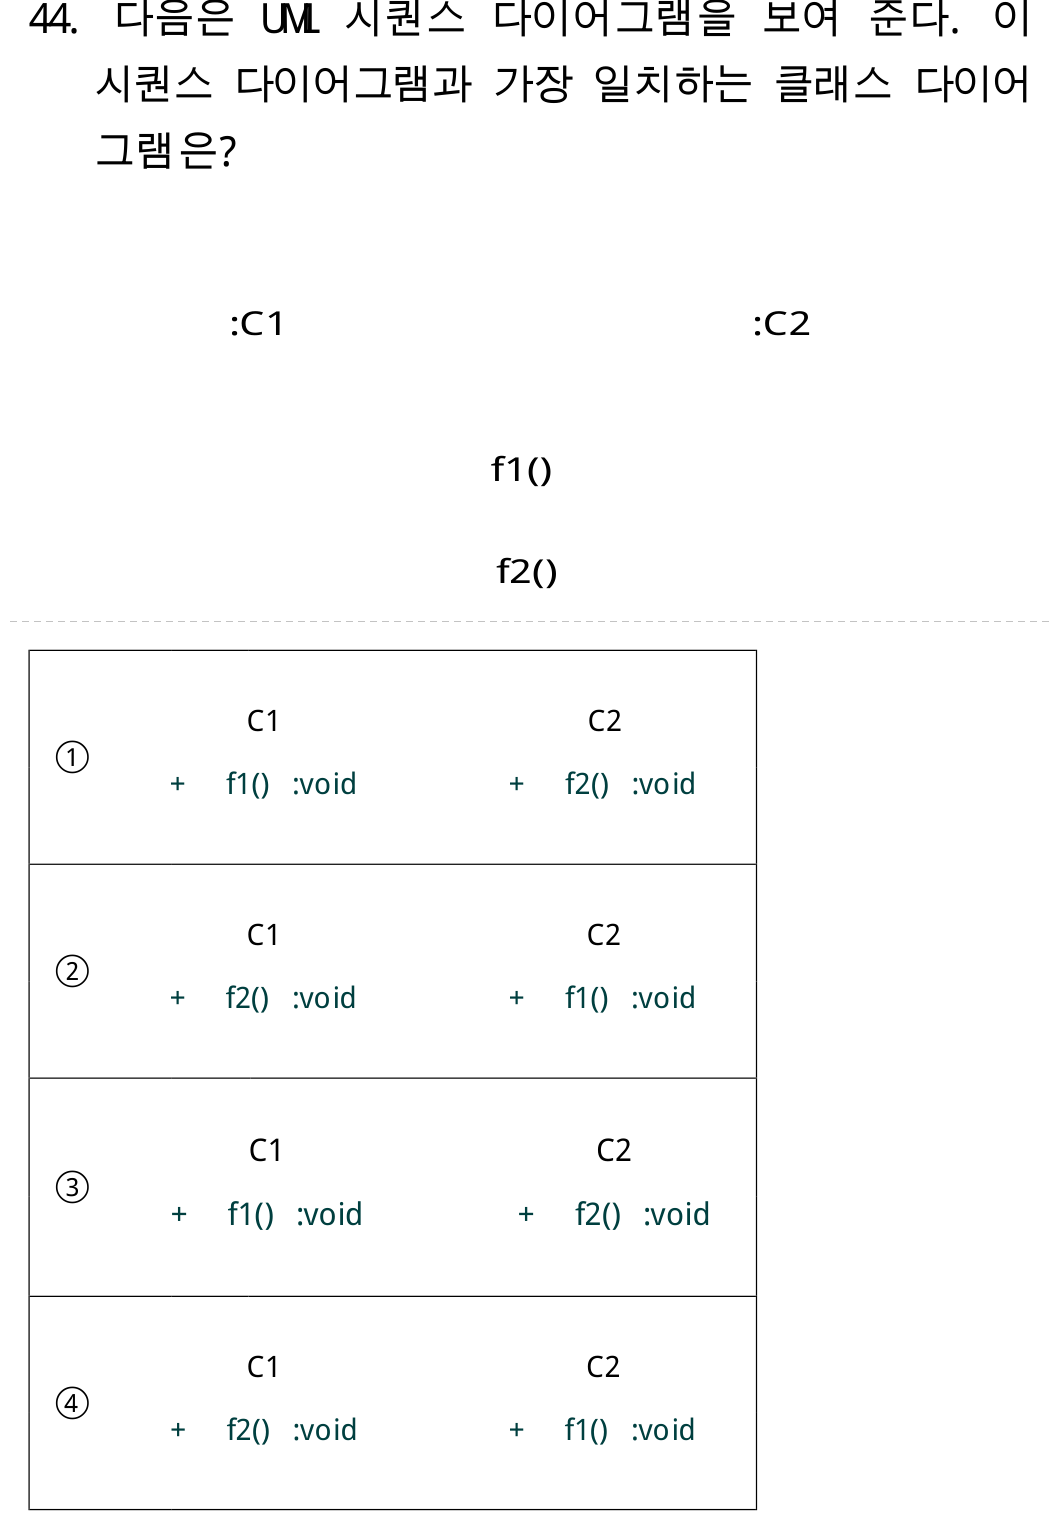 44. 다음은 UML 시퀀스 다이어그램을 보여 준다. 이
시퀀스 다이어그램과 가장 일치하는 클래스 다이어
그램은?
:C1 :C2
f1()
f2()
C1 C2
① + f1() :void + f2() :void
C1 C2
② + f2() :void + f1() :void
C1 C2
③ + f1() :void + f2() :void
C1 C2
④ + f2() :void + f1() :void